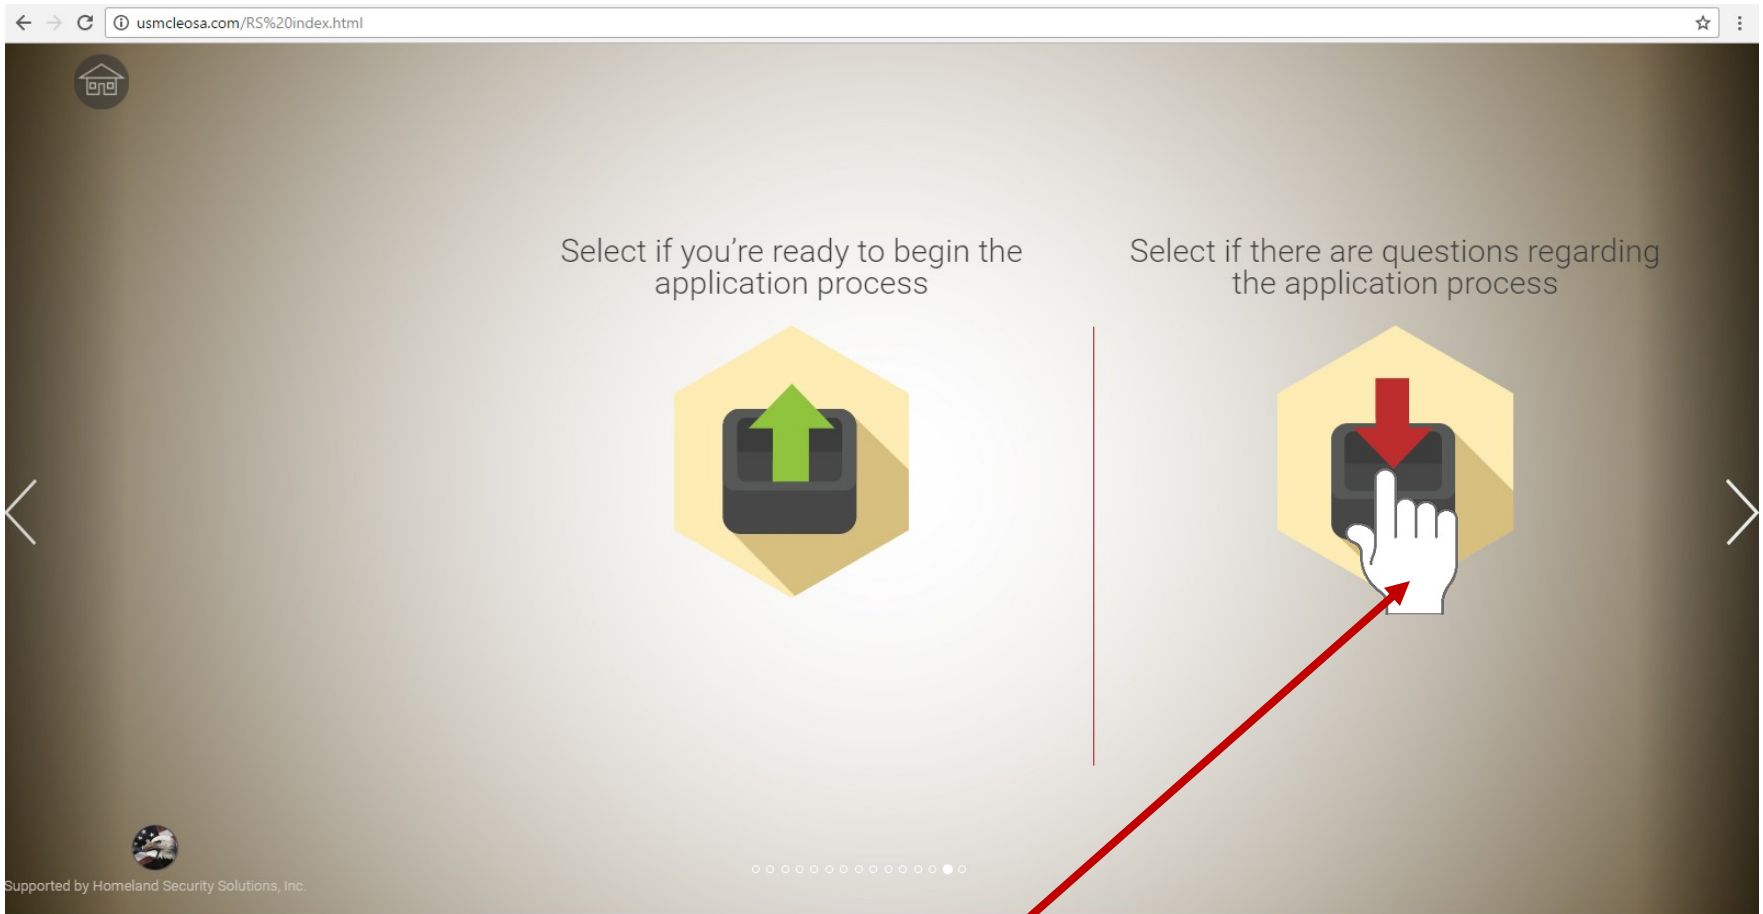 usmcleosa.com/RS%20index.html
Select if you’re ready to begin the
application process
Select if there are questions regarding
the application process
Supported by Homeland Security Solutions, Inc.